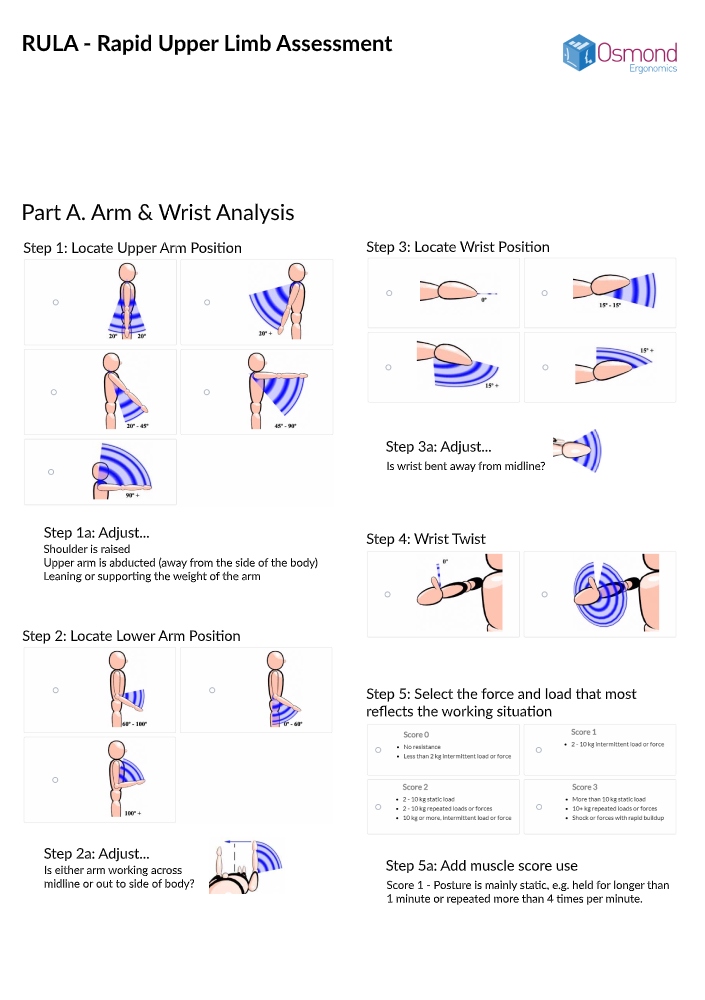 RULA - Rapid Upper Limb Assessment
Osmond
Ergonomics
Part A. Arm & Wrist Analysis
Step 1: Locate Upper Arm Position
20° 20°
20° +
20° - 45°
45° - 90°
90° +
Step 1a: Adjust...
Shoulder is raised
Upper arm is abducted (away from the side of the body)
Leaning or supporting the weight of the arm
Step 2: Locate Lower Arm Position
60° - 100°
0° - 60°
100° +
Step 2a: Adjust...
Is either arm working across
midline or out to side of body?
Step 3: Locate Wrist Position
0°
15° - 15°
15° +
15° +
Step 3a: Adjust...
Is wrist bent away from midline?
Step 4: Wrist Twist
0°
Step 5: Select the force and load that most
reflects the working situation
Score 0
• No resistance
• Less than 2 kg intermittent load or force
Score 1
• 2 - 10 kg intermittent load or force
Score 2
• 2 - 10 kg static load
• 2 - 10 kg repeated loads or forces
• 10 kg or more, intermittent load or force
Score 3
• More than 10 kg static load
• 10+ kg repeated loads or forces
• Shock or forces with rapid buildup
Step 5a: Add muscle score use
Score 1 - Posture is mainly static, e.g. held for longer than
1 minute or repeated more than 4 times per minute.